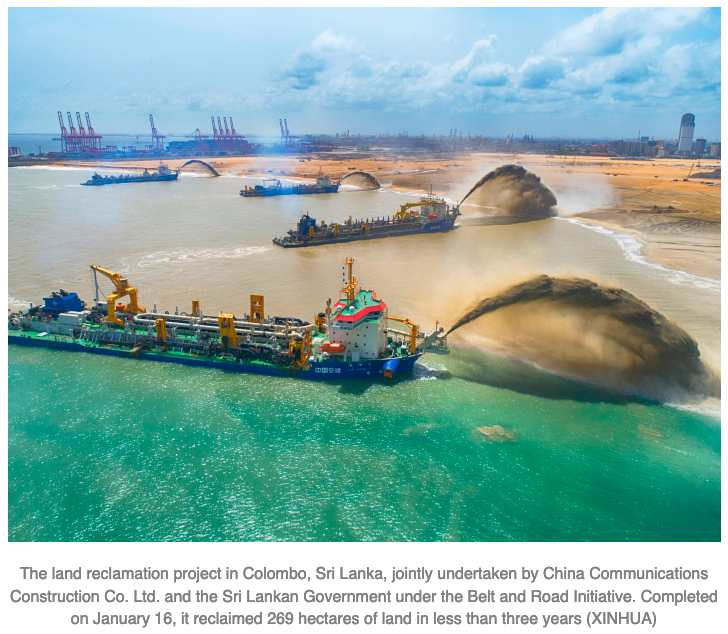 中国交建
The land reclamation project in Colombo, Sri Lanka, jointly undertaken by China Communications
Construction Co. Ltd. and the Sri Lankan Government under the Belt and Road Initiative. Completed
on January 16, it reclaimed 269 hectares of land in less than three years (XINHUA)